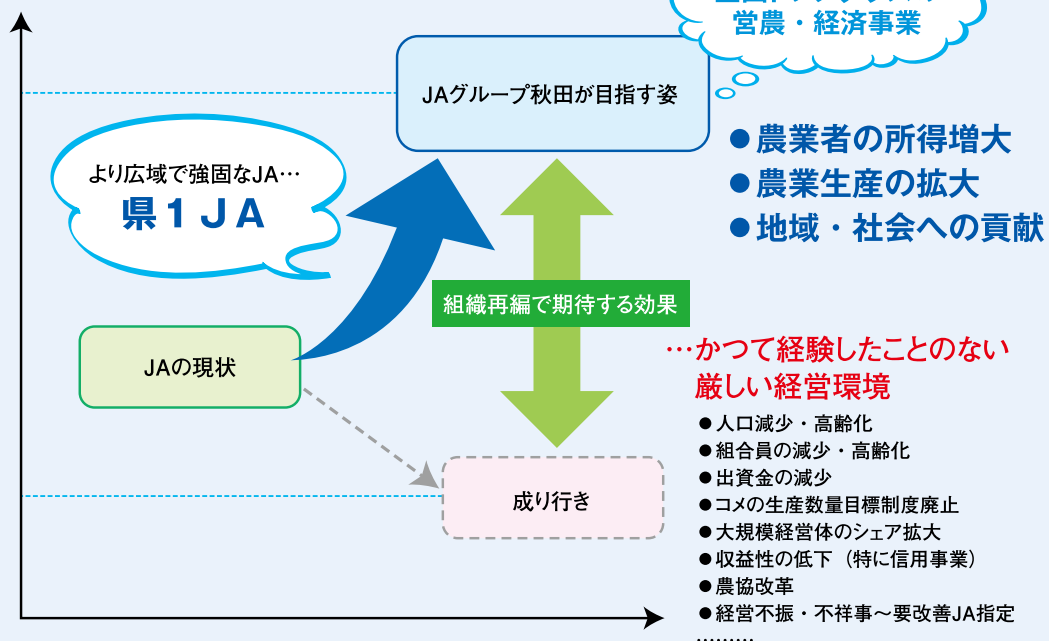 営農・経済事業
JAグループ秋田が目指す姿
より広域で強固なJA…
県1JA
●農業者の所得増大
●農業生産の拡大
●地域・社会への貢献
組織再編で期待する効果
JAの現状
…かつて経験したことのない
厳しい経営環境
●人口減少・高齢化
●組合員の減少・高齢化
●出資金の減少
●コメの生産数量目標制度廃止
●大規模経営体のシェア拡大
●収益性の低下（特に信用事業）
●農協改革
●経営不振・不祥事～要改善JA指定
………
成り行き